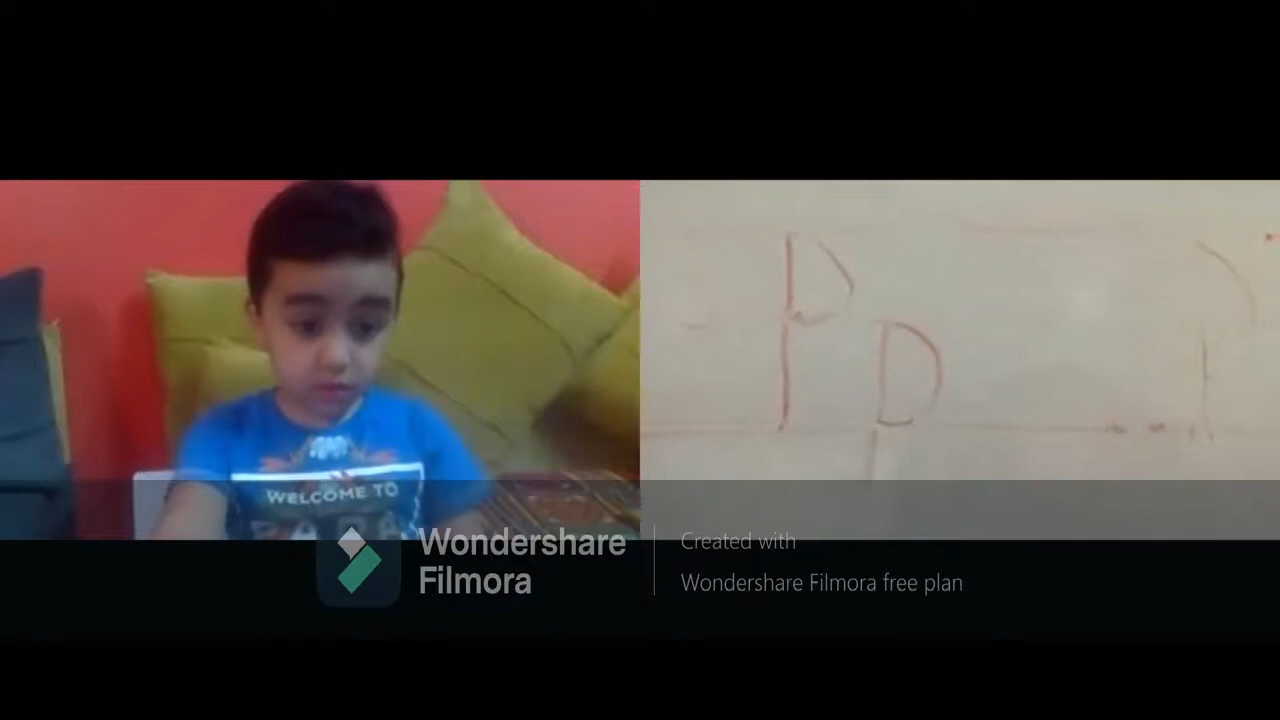 P p
WELCOME TO
Wondershare
Filmora
Created with
Wondershare Filmora free plan